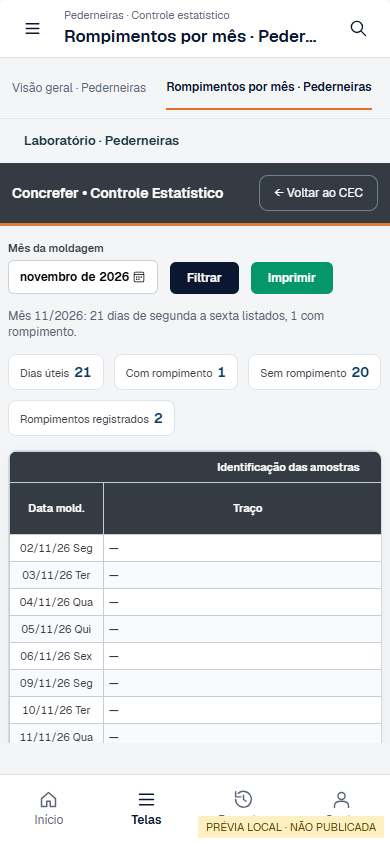 Pederneiras · Controle estatístico
Rompimentos por mês · Peder...
Visão geral · Pederneiras
Rompimentos por mês · Pederneiras
Laboratório · Pederneiras
Concrefer • Controle Estatístico
← Voltar ao CEC
Mês da moldagem
novembro de 2026
Filtrar
Imprimir
Mês 11/2026: 21 dias de segunda a sexta listados, 1 com
rompimento.
Dias úteis 21
Com rompimento 1
Sem rompimento 20
Rompimentos registrados 2
Identificação das amostras
Data mold.
Traço
02/11/26 Seg —
03/11/26 Ter —
04/11/26 Qua —
05/11/26 Qui —
06/11/26 Sex —
09/11/26 Seg —
10/11/26 Ter —
11/11/26 Qua —
Início
Telas
PRÉVIA LOCAL · NÃO PUBLICADA